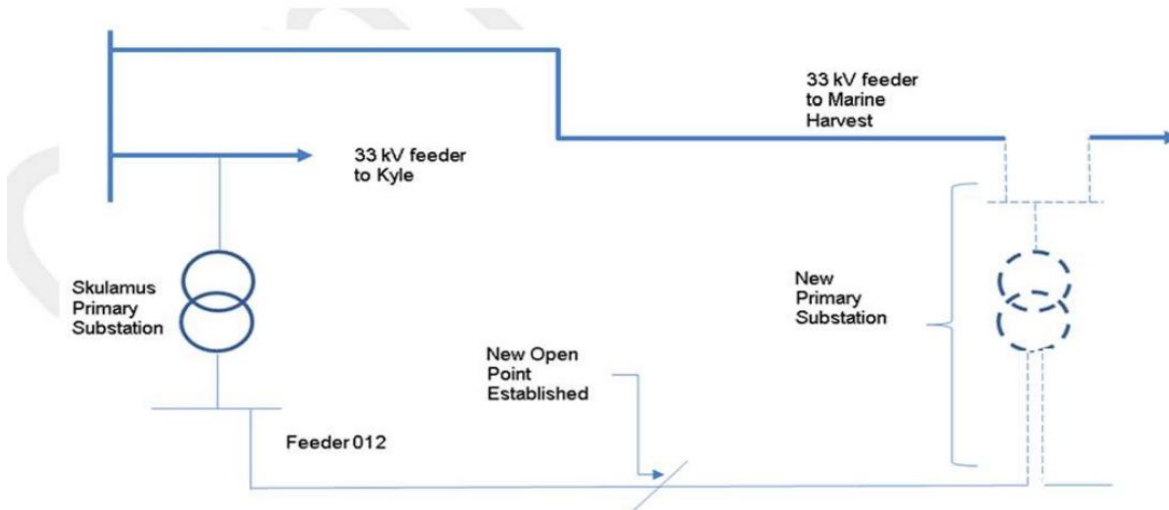 33 kV feeder
to Marine
Harvest
33 kV feeder
to Kyle
Skulamus
Primary
Substation
New
Primary
Substation
New Open
Point
Established
Feeder 012